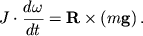 J · dω/dt = R × (mg) .